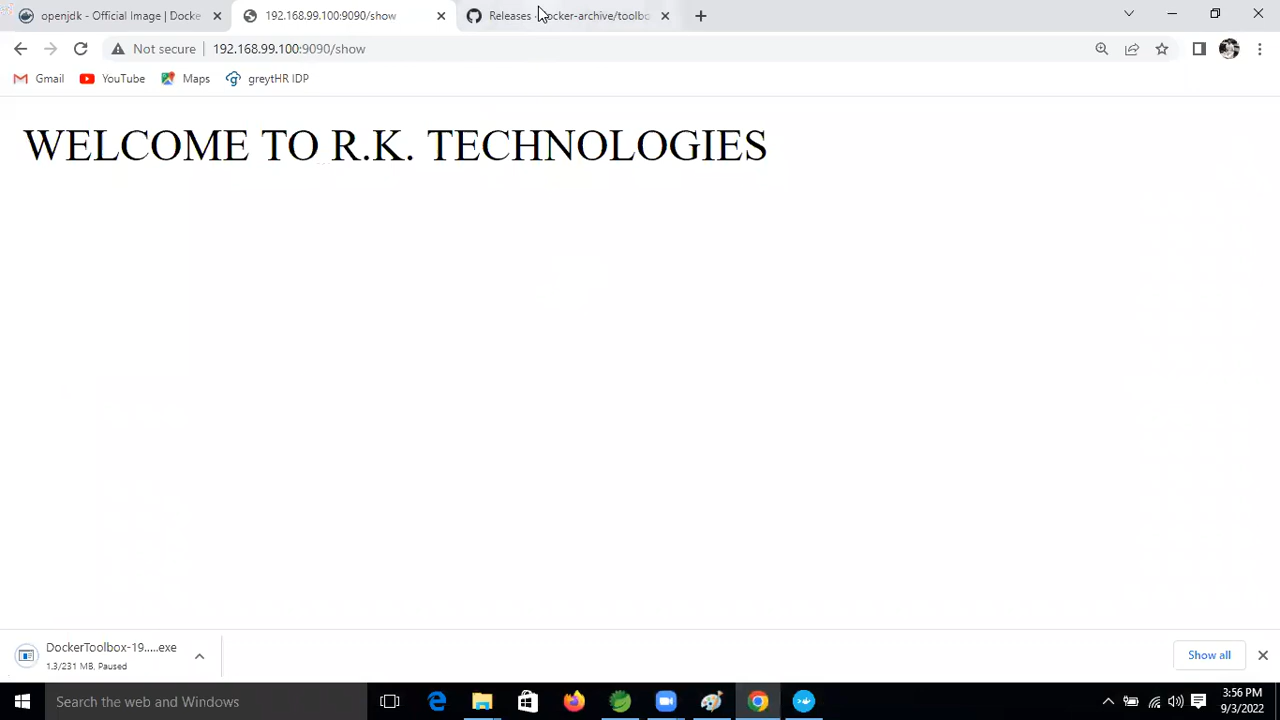 openjdk - Official Image | Docke
192.168.99.100:9090/show
Releases · docker-archive/toolbo
Not secure
192.168.99.100:9090/show
Gmail
YouTube
Maps
greytHR IDP
WELCOME TO R.K. TECHNOLOGIES
DockerToolbox-19.....exe
1.3/231 MB, Paused
Show all
Search the web and Windows
3:56 PM
9/3/2022